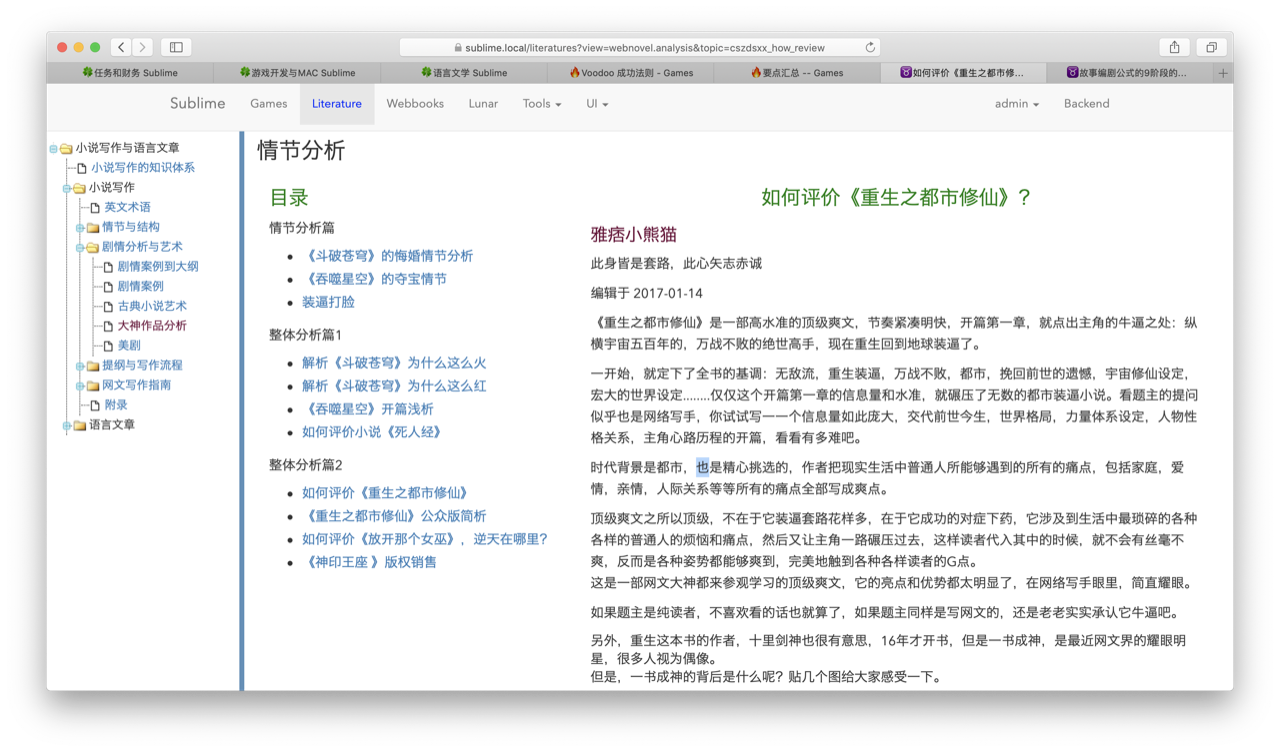 sublime.local/literatures?view=webnovel.analysis&topic=cszdsxx_how_review
任务和财务 Sublime
游戏开发与MAC Sublime
语言文学 Sublime
Voodoo 成功法则 - Games
要点汇总 -- Games
如何评价《重生之都市修...
故事编剧公式的9阶段的...
Sublime
Games
Literature
Webbooks
Lunar
Tools
UI
admin
Backend
小说写作与语言文章
小说写作的知识体系
小说写作
英文术语
情节与结构
剧情分析与艺术
剧情案例到大纲
剧情案例
古典小说艺术
大神作品分析
美剧
提纲与写作流程
网文写作指南
附录
语言文章
情节分析
目录
情节分析篇
《斗破苍穹》的悔婚情节分析
《吞噬星空》的夺宝情节
装逼打脸
整体分析篇1
解析《斗破苍穹》为什么这么火
解析《斗破苍穹》为什么这么红
《吞噬星空》开篇浅析
如何评价小说《死人经》
整体分析篇2
如何评价《重生之都市修仙》
《重生之都市修仙》公众版简析
如何评价《放开那个女巫》，逆天在哪里？
《神印王座 》版权销售
如何评价《重生之都市修仙》？
雅痞小熊猫
此身皆是套路，此心矢志赤诚
编辑于 2017-01-14
《重生之都市修仙》是一部高水准的顶级爽文，节奏紧凑明快，开篇第一章，就点出主角的牛逼之处：纵
横宇宙五百年的，万战不败的绝世高手，现在重生回到地球装逼了。
一开始，就定下了全书的基调：无敌流，重生装逼，万战不败，都市，挽回前世的遗憾，宇宙修仙设定，
宏大的世界设定........仅仅这个开篇第一章的信息量和水准，就碾压了无数的都市装逼小说。看题主的提问
似乎也是网络写手，你试试写一一个信息量如此庞大，交代前世今生，世界格局，力量体系设定，人物性
格关系，主角心路历程的开篇，看看有多难吧。
时代背景是都市，也是精心挑选的，作者把现实生活中普通人所能够遇到的所有的痛点，包括家庭，爱
情，亲情，人际关系等等所有的痛点全部写成爽点。
顶级爽文之所以顶级，不在于它装逼套路花样多，在于它成功的对症下药，它涉及到生活中最琐碎的各种
各样的普通人的烦恼和痛点，然后又让主角一路碾压过去，这样读者代入其中的时候，就不会有丝毫不
爽，反而是各种姿势都能够爽到，完美地触到各种各样读者的G点。
这是一部网文大神都来参观学习的顶级爽文，它的亮点和优势都太明显了，在网络写手眼里，简直耀眼。
如果题主是纯读者，不喜欢看的话也就算了，如果题主同样是写网文的，还是老老实实承认它牛逼吧。
另外，重生这本书的作者，十里剑神也很有意思，16年才开书，但是一书成神，是最近网文界的耀眼明
星，很多人视为偶像。
但是，一书成神的背后是什么呢？贴几个图给大家感受一下。